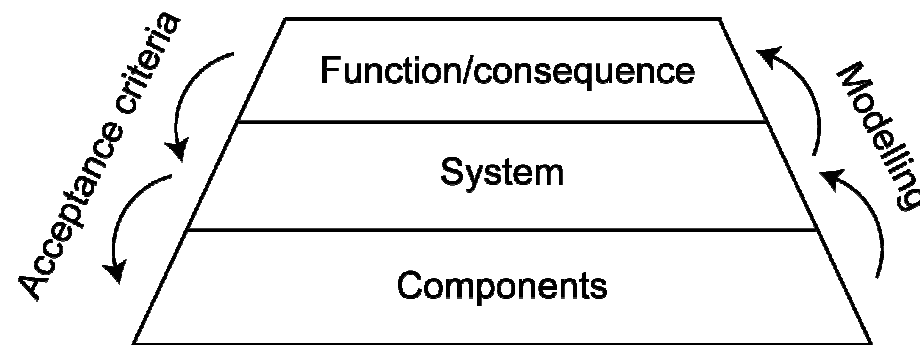 Acceptance criteria
Function/consequence
System
Components
Modelling